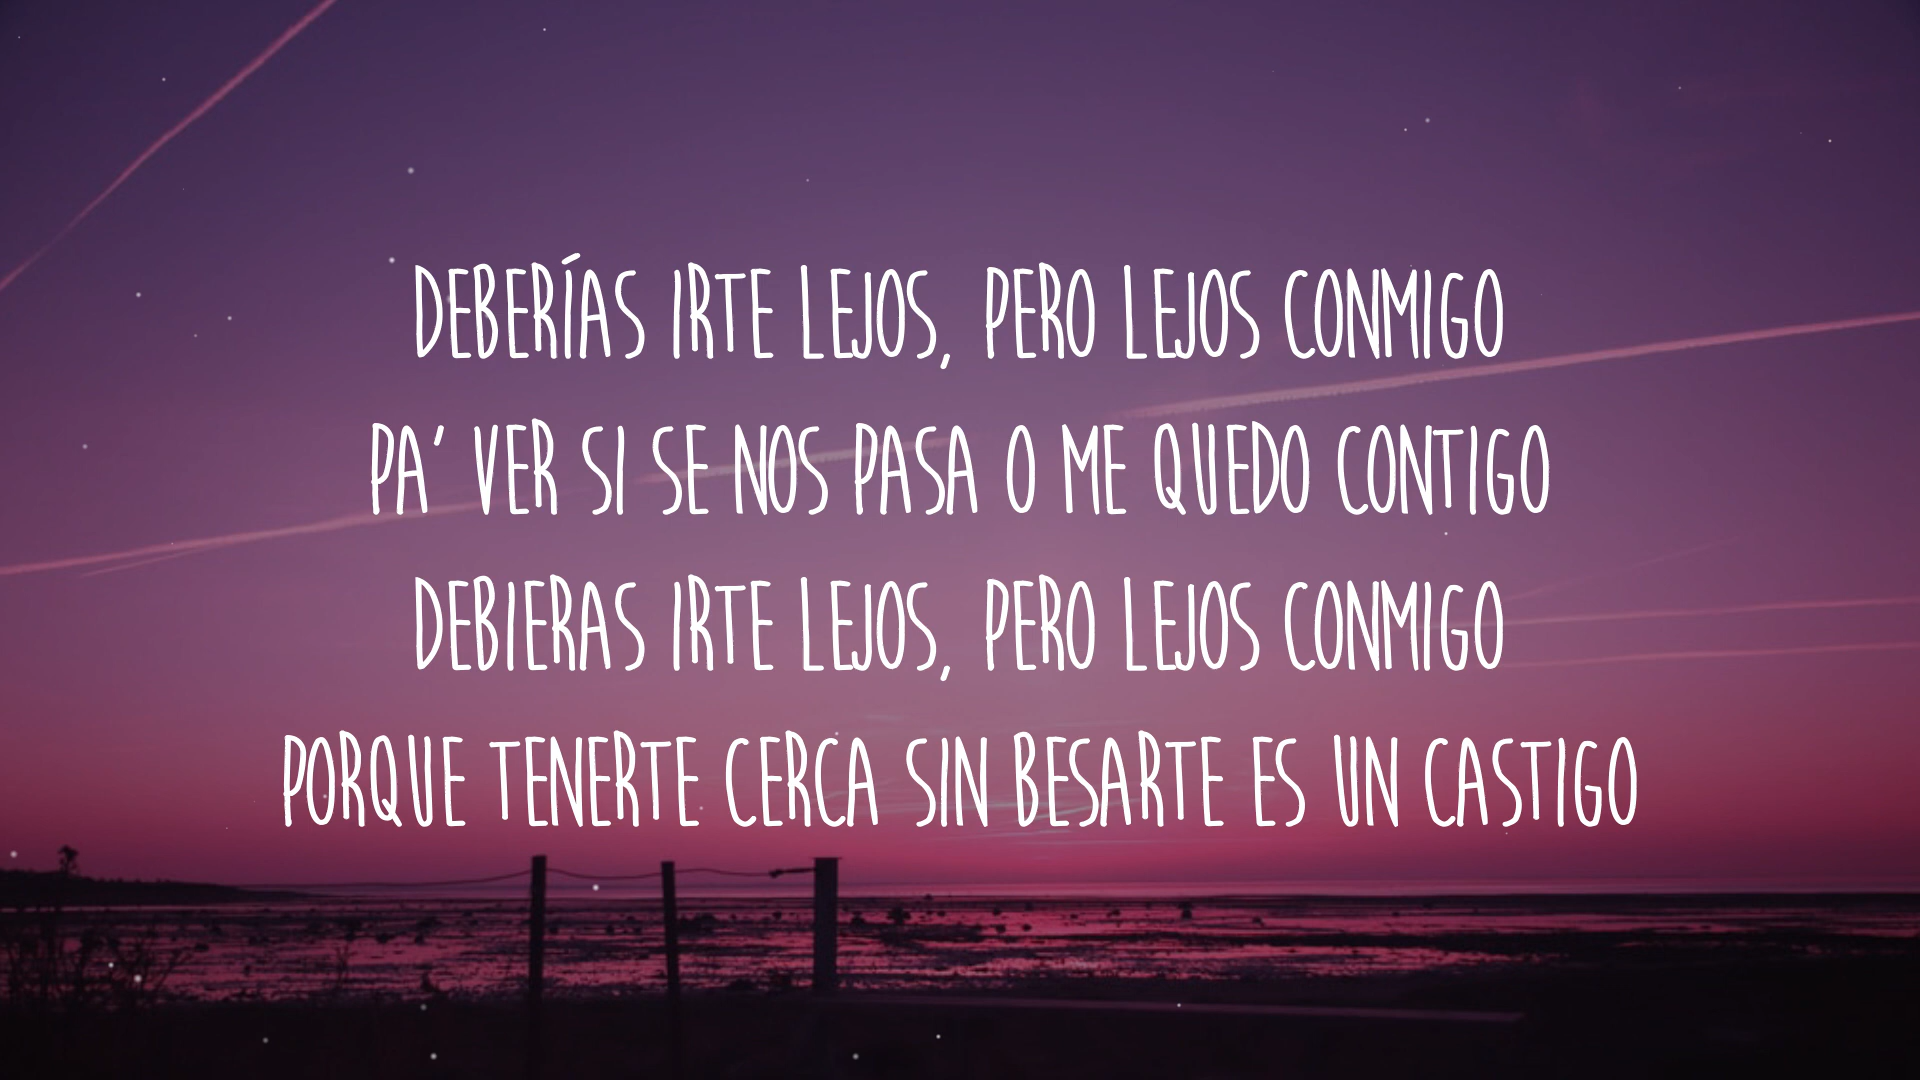 DEBERÍAS IRTE LEJOS, PERO LEJOS CONMIGO
PA' VER SI SE NOS PASA O ME QUEDO CONTIGO
DEBIERAS IRTE LEJOS, PERO LEJOS CONMIGO
PORQUE TENERTE CERCA SIN BESARTE ES UN CASTIGO